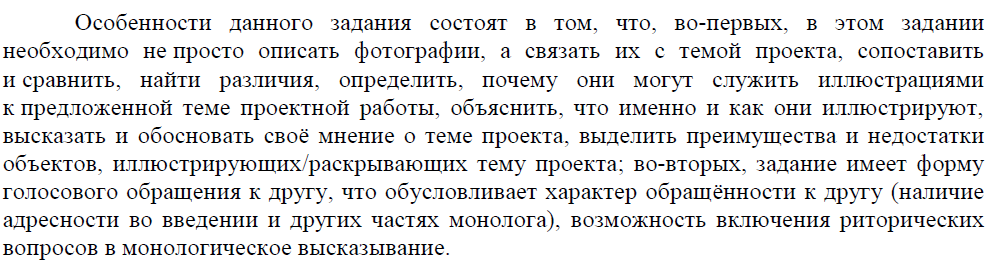 Особенности данного задания состоят в том, что, во-первых, в этом задании
необходимо не просто описать фотографии, а связать их с темой проекта, сопоставить
и сравнить, найти различия, определить, почему они могут служить иллюстрациями
к предложенной теме проектной работы, объяснить, что именно и как они иллюстрируют,
высказать и обосновать своё мнение о теме проекта, выделить преимущества и недостатки
объектов, иллюстрирующих/раскрывающих тему проекта; во-вторых, задание имеет форму
голосового обращения к другу, что обусловливает характер обращённости к другу (наличие
адресности во введении и других частях монолога), возможность включения риторических
вопросов в монологическое высказывание.